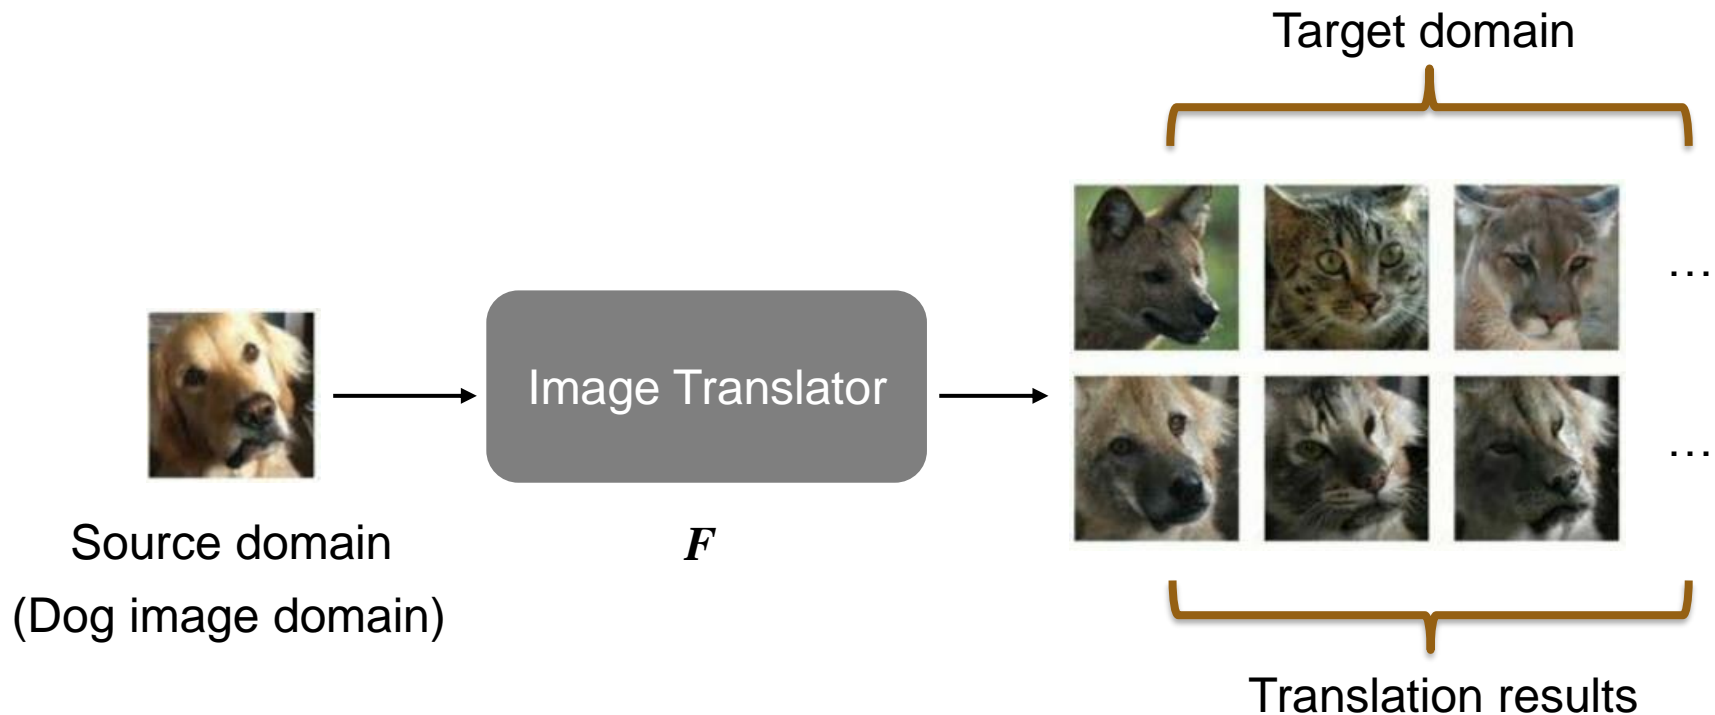 Target domain
…
Image Translator
…
Source domain
F
(Dog image domain)
Translation results